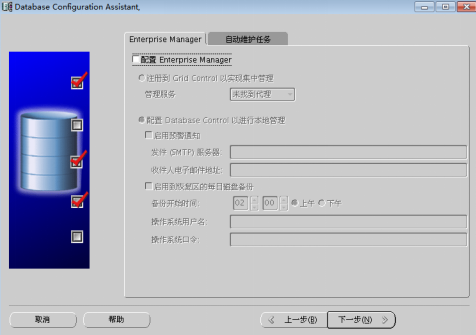 Database Configuration Assistant,
Enterprise Manager 自动维护任务
配置 Enterprise Manager
注册到 Grid Control 以实现集中管理
管理服务 未找到代理
配置 Database Control 以进行本地管理
启用预警通知
发件 (SMTP) 服务器:
收件人电子邮件地址:
启用到恢复区的每日磁盘备份
备份开始时间: 02 00 上午 下午
操作系统用户名:
操作系统口令:
取消 帮助 上一步(B) 下一步(N)